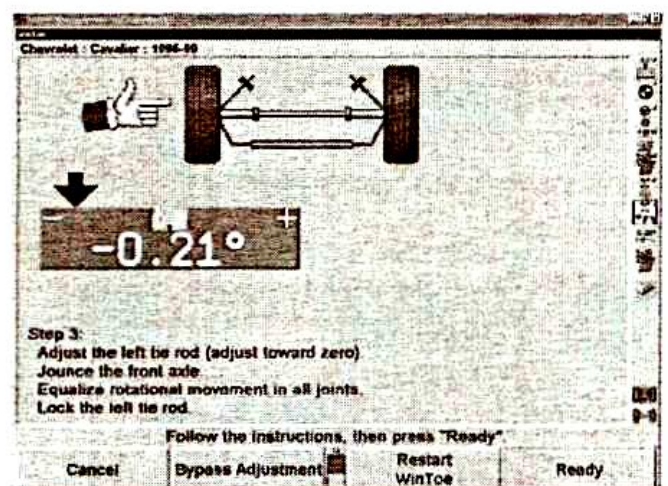 Chevrolet : Cavalier : 1995-99
- +
-0.21°
Step 3:
Adjust the left tie rod (adjust toward zero)
Jounce the front axle
Equalize rotational movement in all joints.
Lock the left tie rod
Follow the instructions, then press "Ready".
Cancel
Bypass Adjustment
Restart
WinToe
Ready